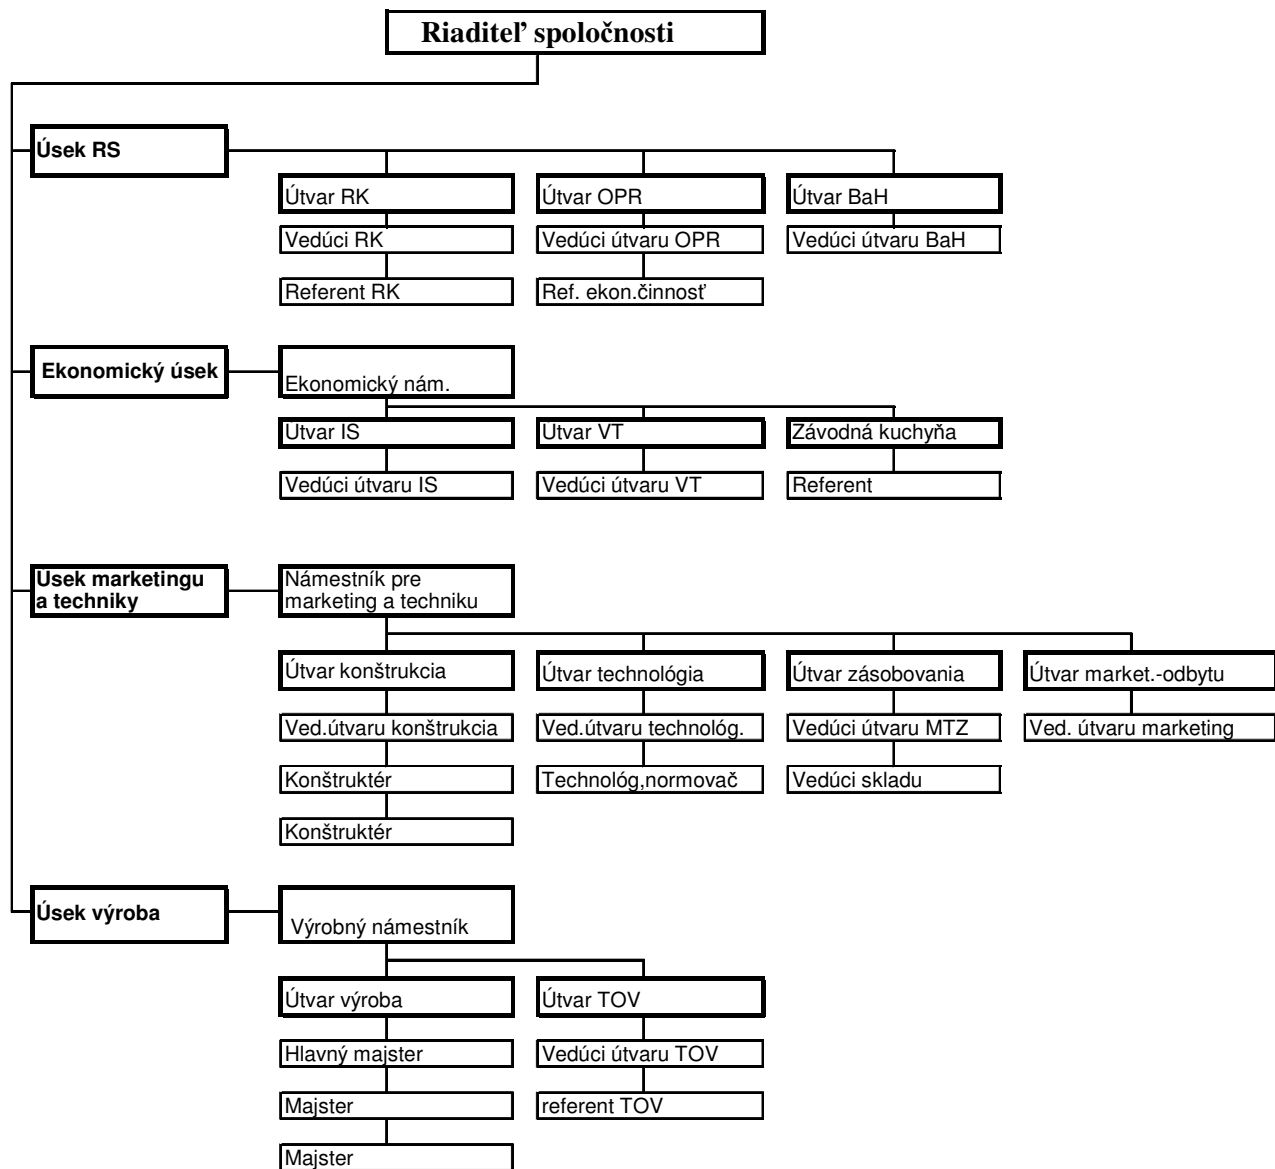 Riaditeľ spoločnosti
Úsek RS
Útvar RK
Útvar OPR
Útvar BaH
Vedúci RK
Vedúci útvaru OPR
Vedúci útvaru BaH
Referent RK
Ref. ekon.činnosť
Ekonomický úsek
Ekonomický nám.
Utvar IS
Utvar VT
Závodná kuchyňa
Vedúci útvaru IS
Vedúci útvaru VT
Referent
Usek marketingu
a techniky
Námestník pre
marketing a techniku
Útvar konštrukcia
Útvar technológia
Útvar zásobovania
Útvar market.-odbytu
Ved.útvaru konštrukcia
Ved.útvaru technológ.
Vedúci útvaru MTZ
Ved. útvaru marketing
Konštruktér
Technológ,normovač
Vedúci skladu
Konštruktér
Úsek výroba
Výrobný námestník
Útvar výroba
Útvar TOV
Hlavný majster
Vedúci útvaru TOV
Majster
referent TOV
Majster